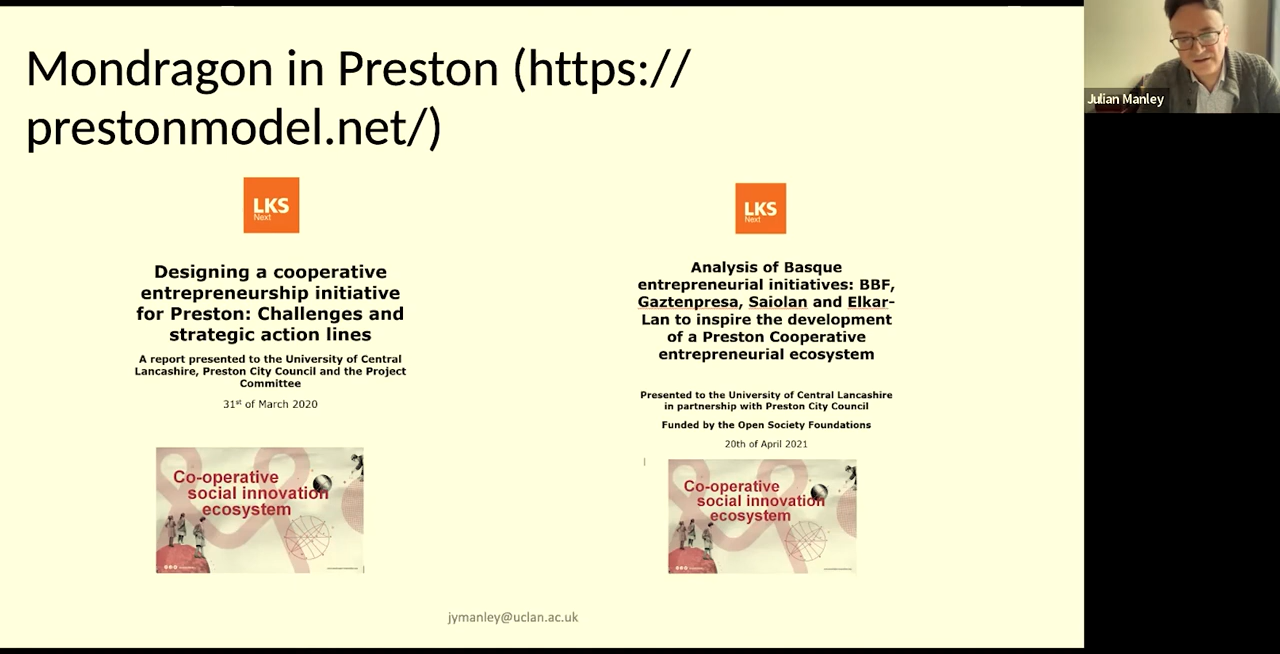 Mondragon in Preston (https://
prestonmodel.net/)
Julian Manley
LKS
Next
Designing a cooperative
entrepreneurship initiative
for Preston: Challenges and
strategic action lines
A report presented to the University of Central
Lancashire, Preston City Council and the Project
Committee
31st of March 2020
Co-operative
social innovation
ecosystem
LKS
Next
Analysis of Basque
entrepreneurial initiatives: BBF,
Gaztenpresa, Saiolan and Elkar-
Lan to inspire the development
of a Preston Cooperative
entrepreneurial ecosystem
Presented to the University of Central Lancashire
in partnership with Preston City Council
Funded by the Open Society Foundations
20th of April 2021
Co-operative
social innovation
ecosystem
jymanley@uclan.ac.uk